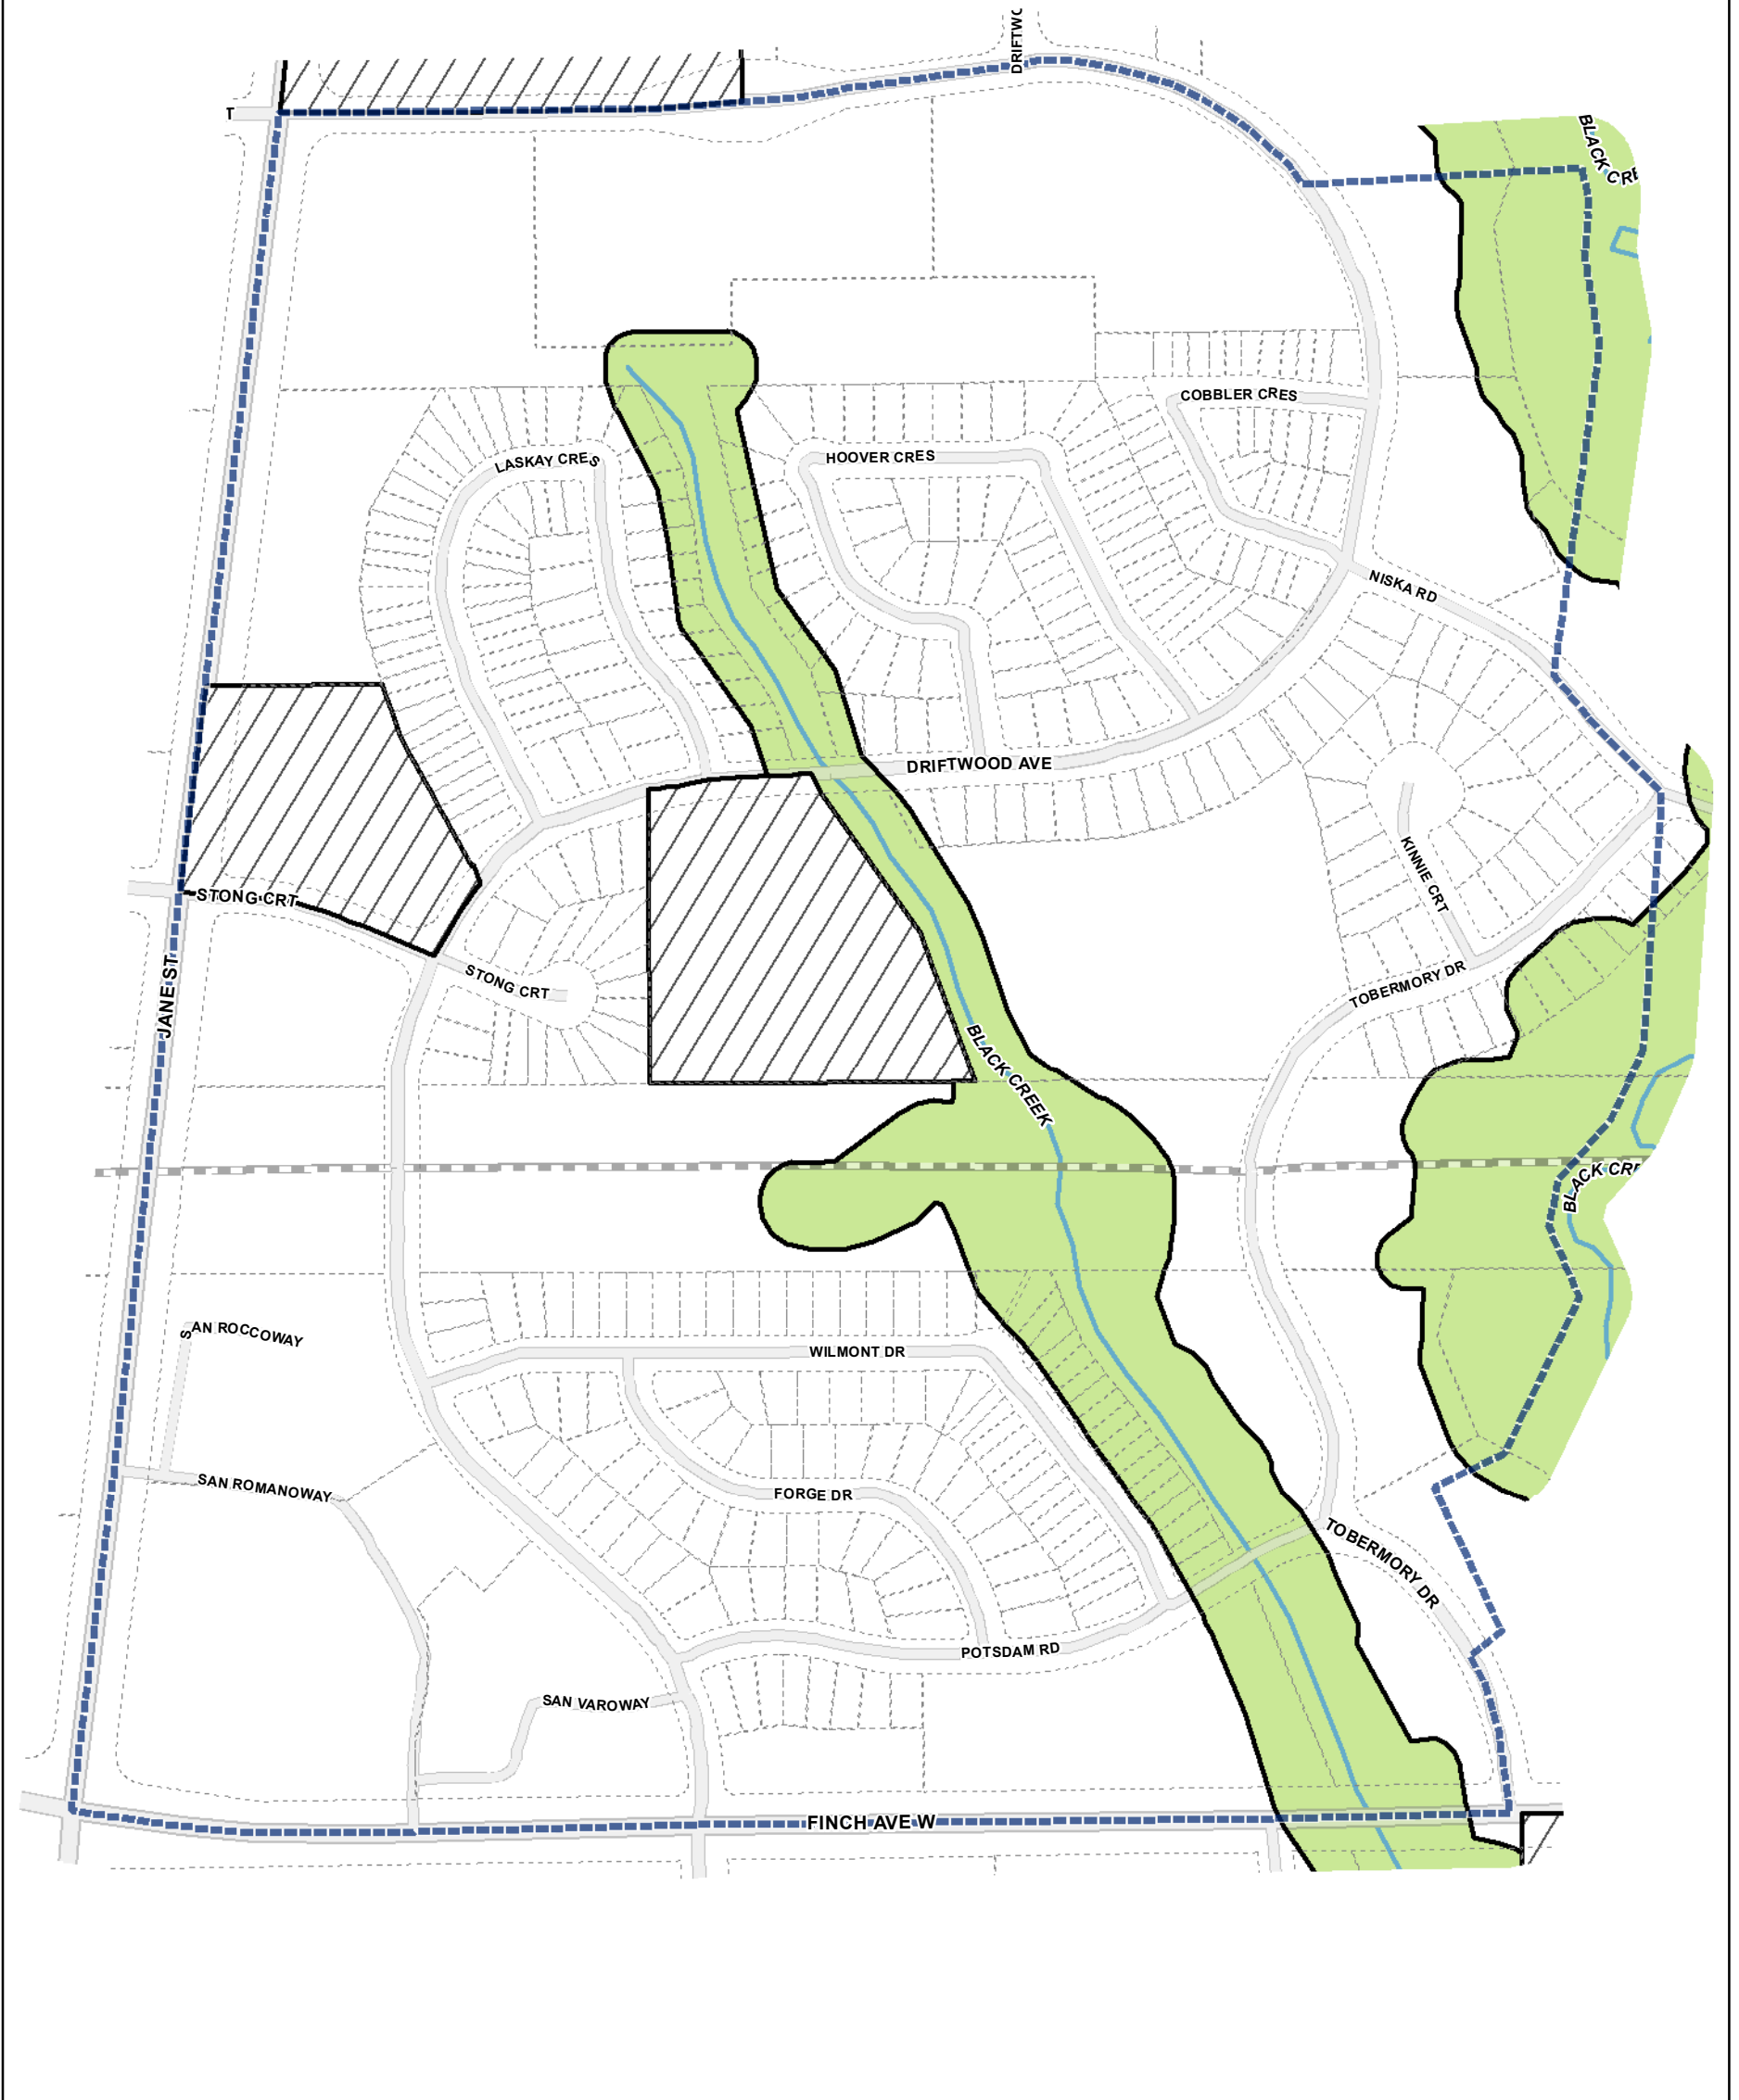 DRIFTWO
T
BLACK CRE
COBBLER CRES
LASKAY CRES
HOOVER CRES
NISKA RD
DRIFTWOOD AVE
KINNIE CRT
STONG CRT
STONG CRT
TOBERMORY DR
JANE ST
BLACK CREEK
BLACK CRE
SAN ROCCOWAY
WILMONT DR
SAN ROMANOWAY
FORGE DR
TOBERMORY DR
POTSDAM RD
SAN VAROWAY
FINCH AVE W